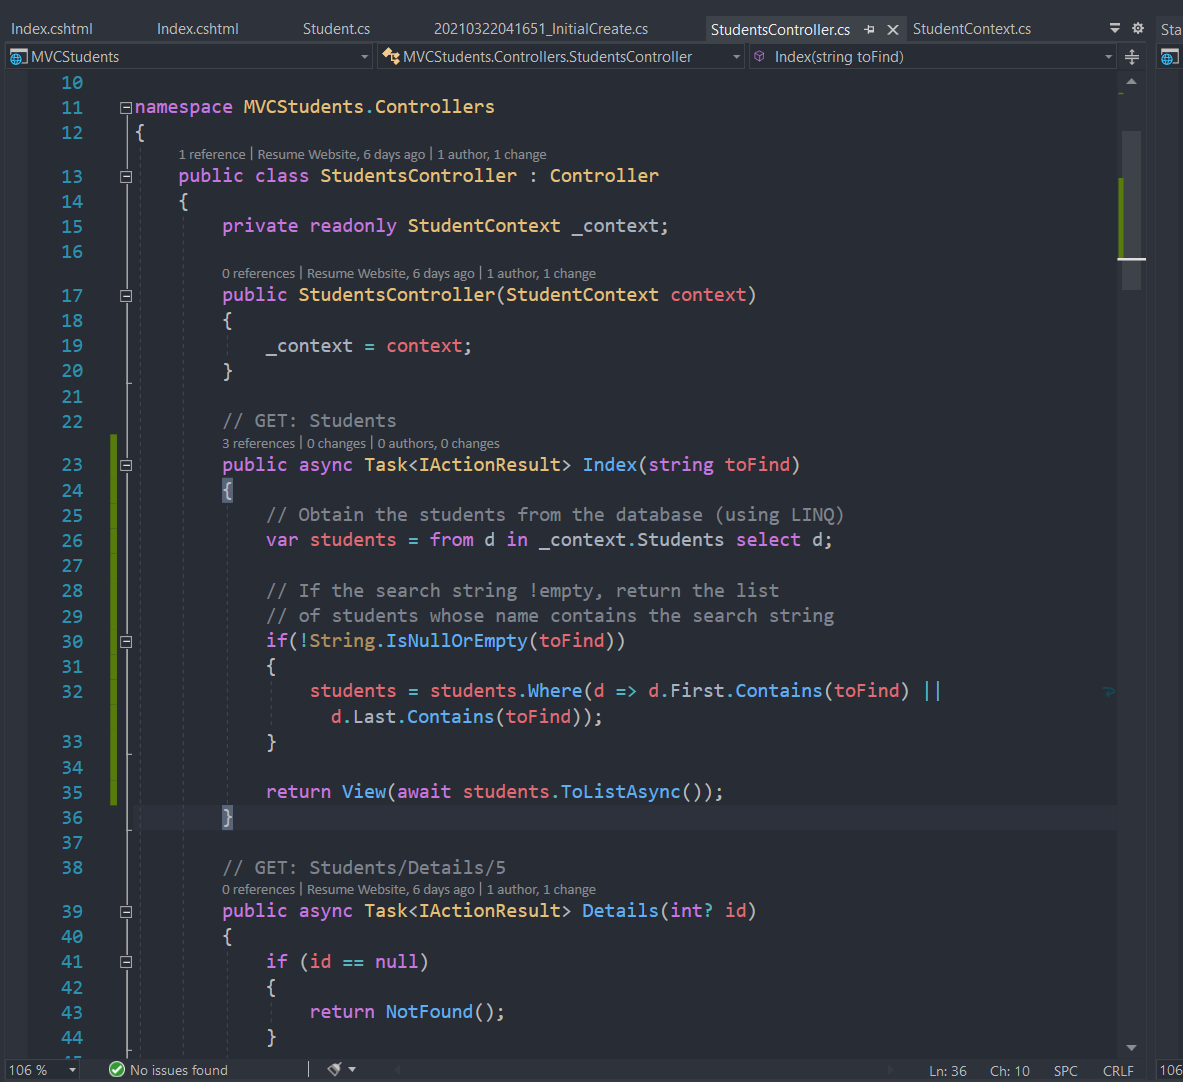 Index.cshtml Index.cshtml Student.cs 20210322041651_InitialCreate.cs StudentsController.cs StudentContext.cs Sta
MVCStudents MVCStudents.Controllers.StudentsController Index(string toFind)
10
11 namespace MVCStudents.Controllers
12 {
1 reference | Resume Website, 6 days ago | 1 author, 1 change
13 public class StudentsController : Controller
14 {
15 private readonly StudentContext _context;
16
0 references | Resume Website, 6 days ago | 1 author, 1 change
17 public StudentsController(StudentContext context)
18 {
19 _context = context;
20 }
21
22 // GET: Students
3 references | 0 changes | 0 authors, 0 changes
23 public async Task<IActionResult> Index(string toFind)
24 {
25 // Obtain the students from the database (using LINQ)
26 var students = from d in _context.Students select d;
27
28 // If the search string !empty, return the list
29 // of students whose name contains the search string
30 if(!String.IsNullOrEmpty(toFind))
31 {
32 students = students.Where(d => d.First.Contains(toFind) ||
d.Last.Contains(toFind));
33 }
34
35 return View(await students.ToListAsync());
36 }
37
38 // GET: Students/Details/5
0 references | Resume Website, 6 days ago | 1 author, 1 change
39 public async Task<IActionResult> Details(int? id)
40 {
41 if (id == null)
42 {
43 return NotFound();
44 }
106 % No issues found Ln: 36 Ch: 10 SPC CRLF 106